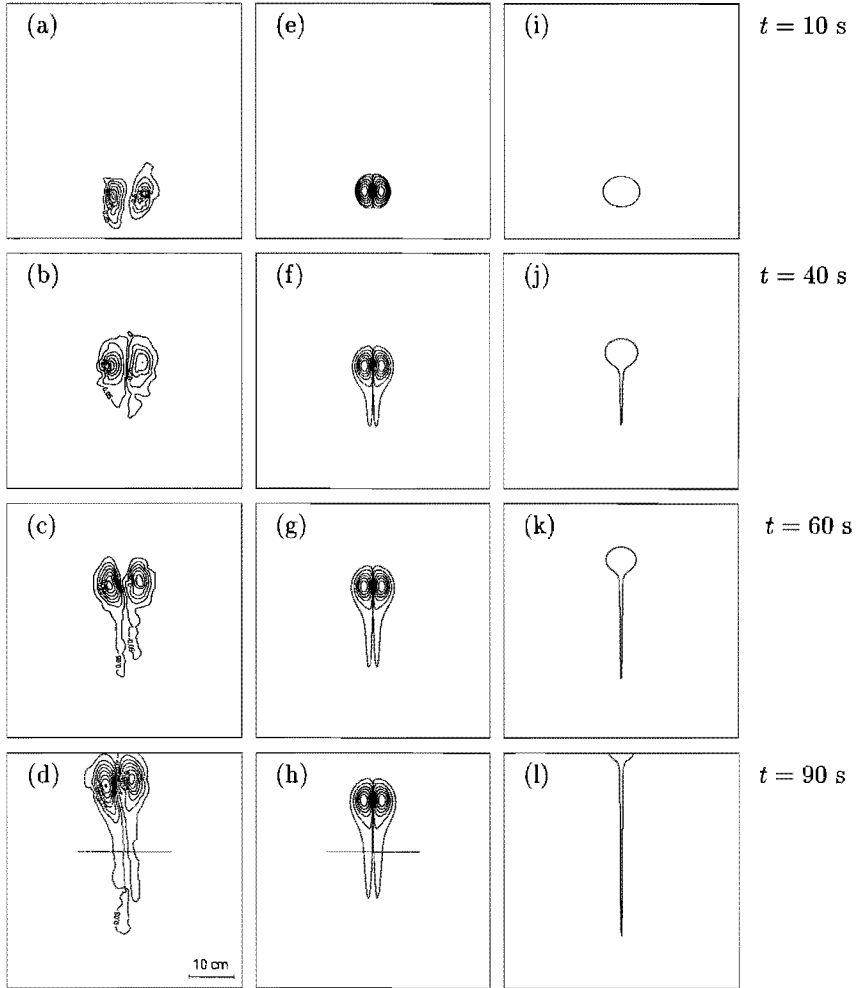 (a) (e) (i) t = 10 s
(b) (f) (j) t = 40 s
(c) (g) (k) t = 60 s
(d) (h) (l) t = 90 s
10 cm